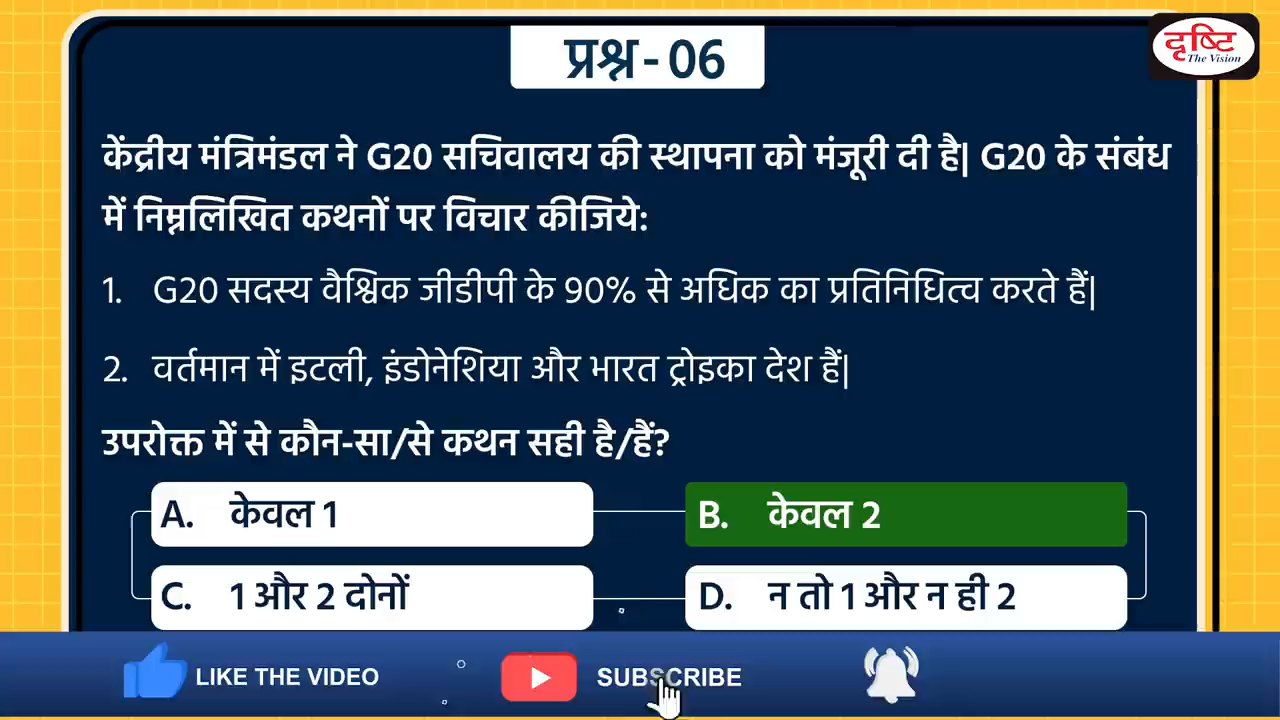 प्रश्न- 06
दृष्टि
The Vision
केंद्रीय मंत्रिमंडल ने G20 सचिवालय की स्थापना को मंजूरी दी है| G20 के संबंध
में निम्नलिखित कथनों पर विचार कीजिये:
1. G20 सदस्य वैश्विक जीडीपी के 90% से अधिक का प्रतिनिधित्व करते हैं|
2. वर्तमान में इटली, इंडोनेशिया और भारत ट्रोइका देश हैं|
उपरोक्त में से कौन-सा/से कथन सही है/हैं?
A. केवल 1 B. केवल 2
C. 1 और 2 दोनों D. न तो 1 और न ही 2
LIKE THE VIDEO SUBSCRIBE